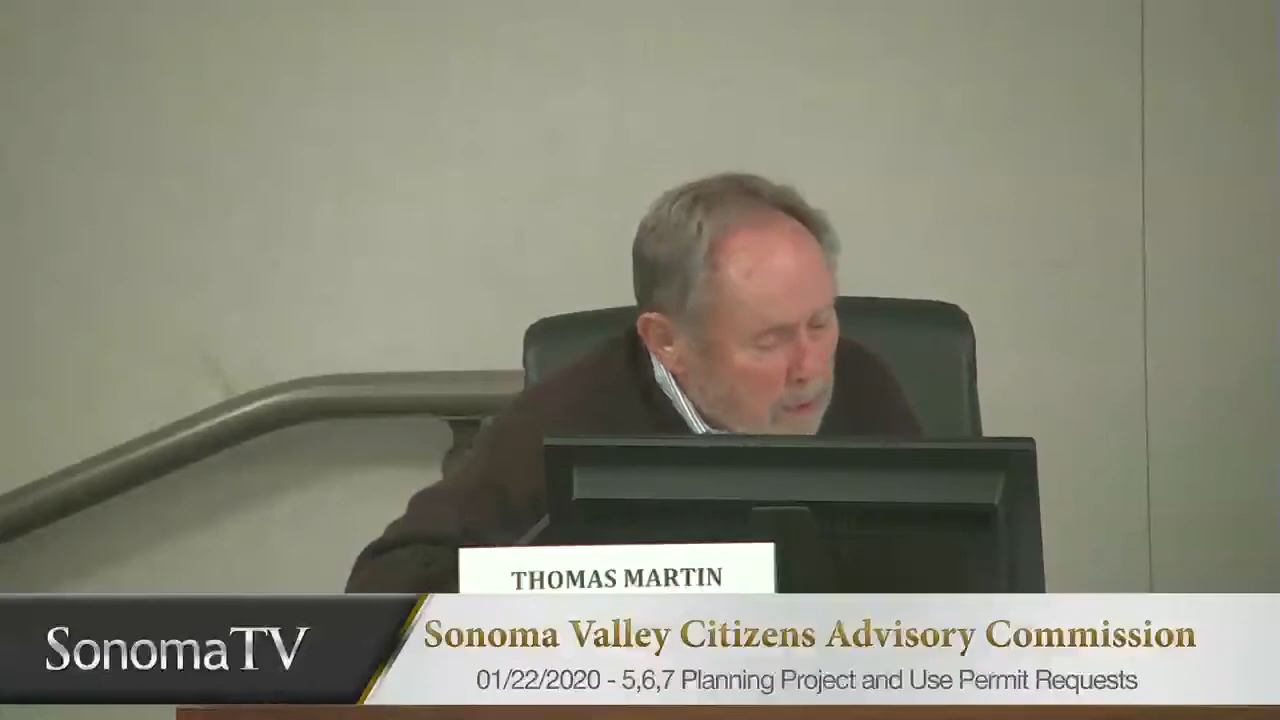 THOMAS MARTIN
SonomaTV
Sonoma Valley Citizens Advisory Commission
01/22/2020 - 5,6,7 Planning Project and Use Permit Requests